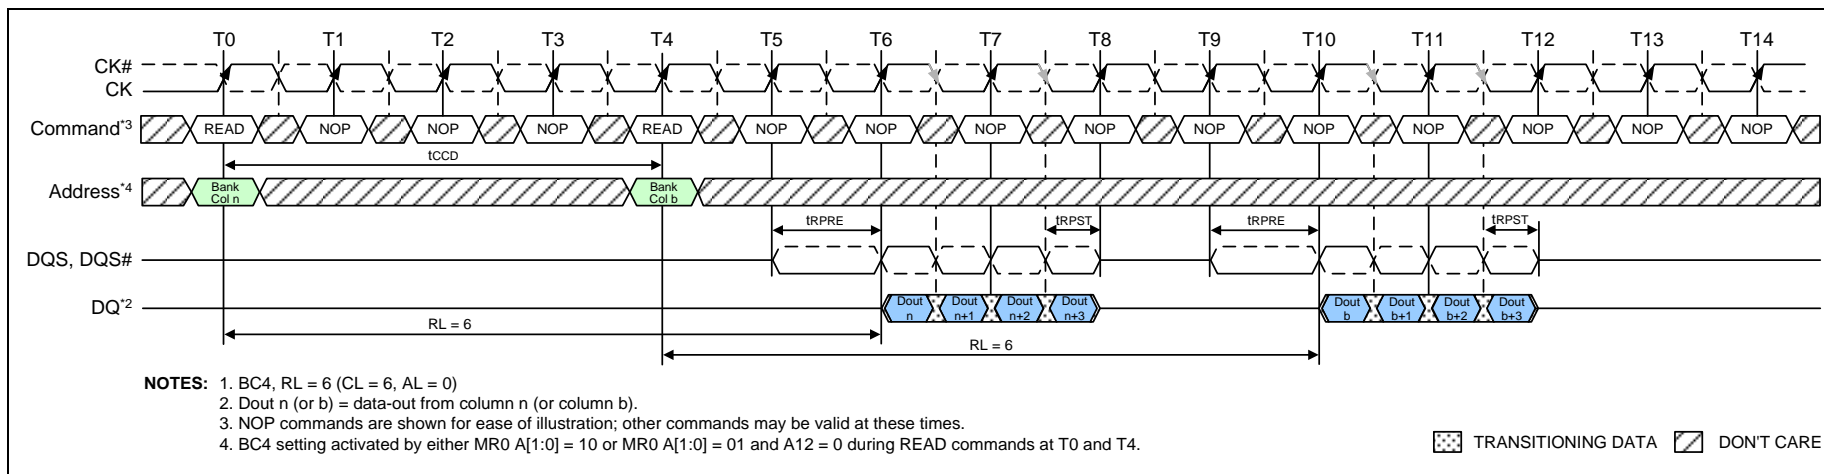 T0 T1 T2 T3 T4 T5 T6 T7 T8 T9 T10 T11 T12 T13 T14
CK#
CK
Command*3 READ NOP NOP NOP READ NOP NOP NOP NOP NOP NOP NOP NOP NOP NOP
tCCD
Address*4 Bank Col n Bank Col b
tRPRE tRPST tRPRE tRPST
DQS, DQS#
DQ*2 Dout n Dout n+1 Dout n+2 Dout n+3 Dout b Dout b+1 Dout b+2 Dout b+3
RL = 6
RL = 6
NOTES: 1. BC4, RL = 6 (CL = 6, AL = 0)
2. Dout n (or b) = data-out from column n (or column b).
3. NOP commands are shown for ease of illustration; other commands may be valid at these times.
4. BC4 setting activated by either MR0 A[1:0] = 10 or MR0 A[1:0] = 01 and A12 = 0 during READ commands at T0 and T4.
TRANSITIONING DATA DON'T CARE